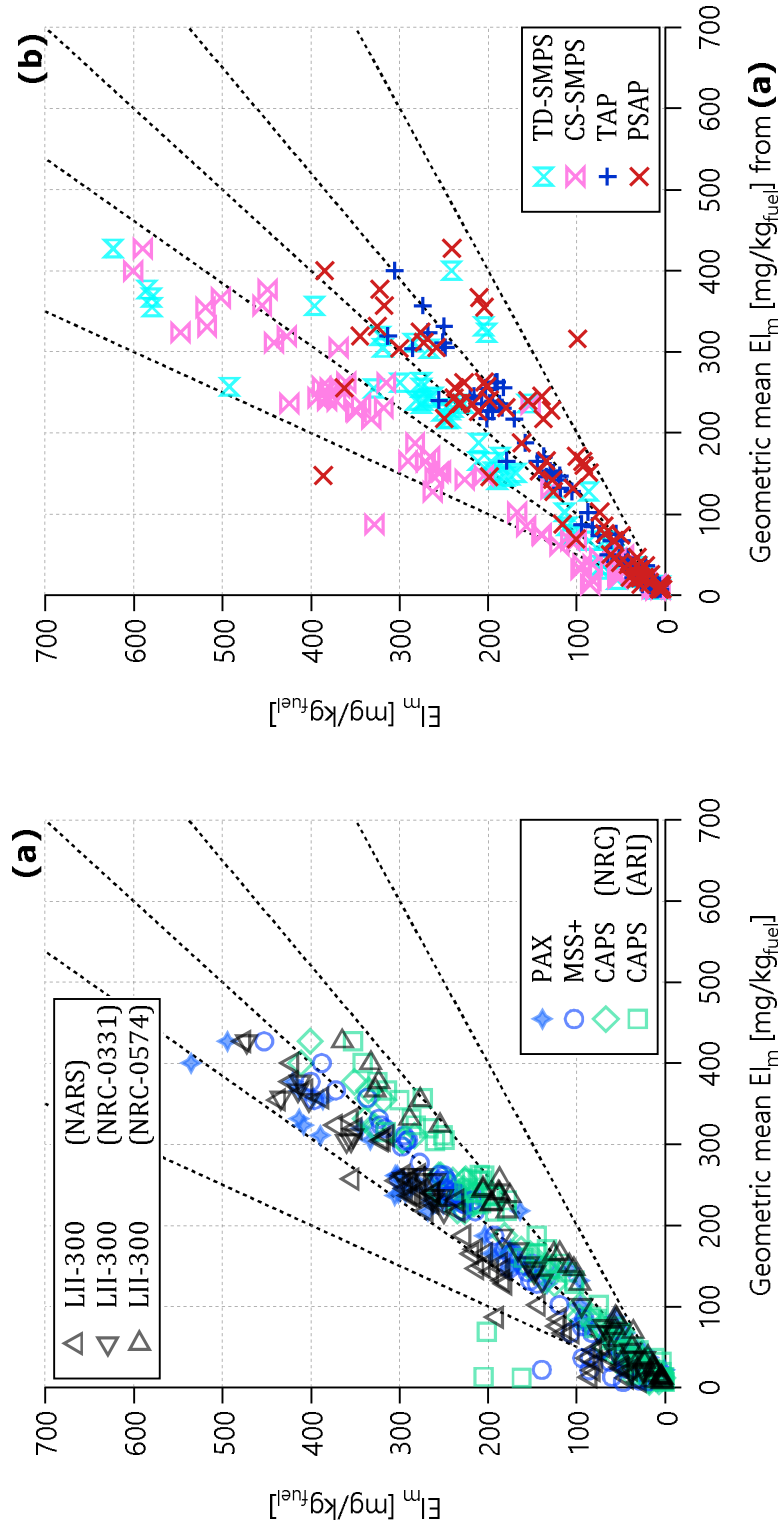 (a)
LII-300 (NARS)
LII-300 (NRC-0331)
LII-300 (NRC-0574)
PAX
MSS+
CAPS (NRC)
CAPS (ARI)
700
600
500
400
300
200
100
0
0 100 200 300 400 500 600 700
EIm [mg/kgfuel]
Geometric mean EIm [mg/kgfuel]
(b)
TD-SMPS
CS-SMPS
TAP
PSAP
700
600
500
400
300
200
100
0
0 100 200 300 400 500 600 700
EIm [mg/kgfuel]
Geometric mean EIm [mg/kgfuel] from (a)